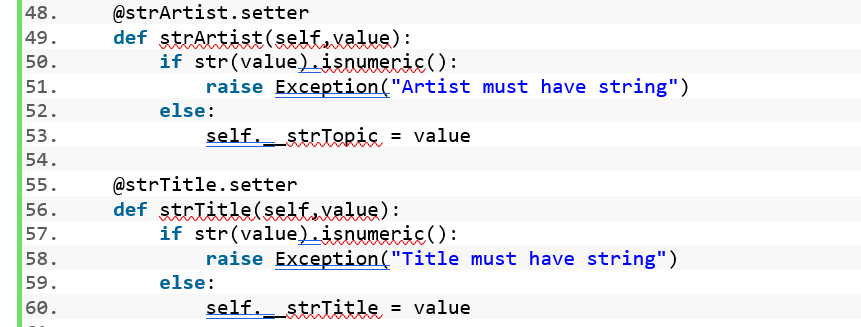 48. @strArtist.setter
49. def strArtist(self,value):
50. if str(value).isnumeric():
51. raise Exception("Artist must have string")
52. else:
53. self.__strTopic = value
54.
55. @strTitle.setter
56. def strTitle(self,value):
57. if str(value).isnumeric():
58. raise Exception("Title must have string")
59. else:
60. self.__strTitle = value